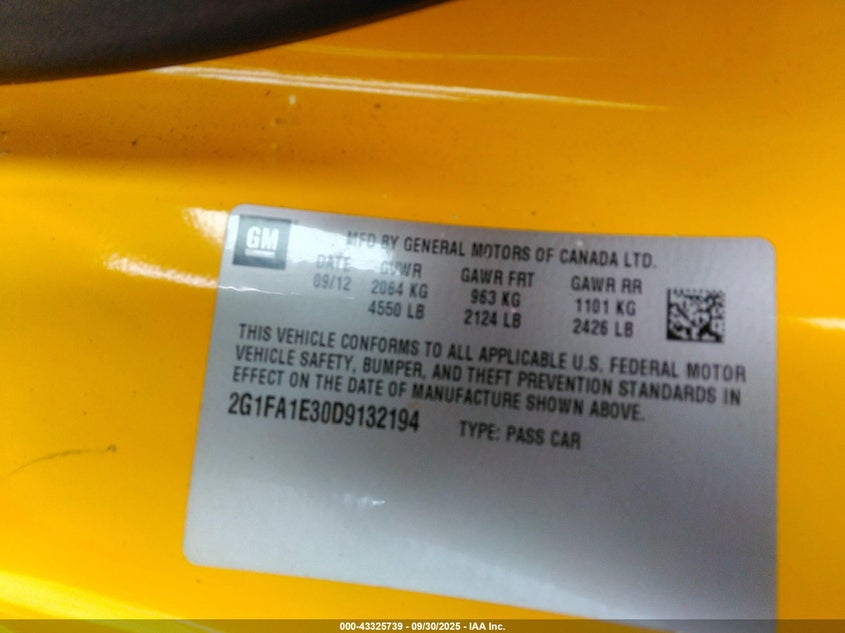 GM
MFD BY GENERAL MOTORS OF CANADA LTD.
DATE GVWR GAWR FRT GAWR RR
09/12 2064 KG 963 KG 1101 KG
4550 LB 2124 LB 2426 LB
THIS VEHICLE CONFORMS TO ALL APPLICABLE U.S. FEDERAL MOTOR
VEHICLE SAFETY, BUMPER, AND THEFT PREVENTION STANDARDS IN
EFFECT ON THE DATE OF MANUFACTURE SHOWN ABOVE.
2G1FA1E30D9132194 TYPE: PASS CAR
000-43325739 - 09/30/2025 - IAA Inc.